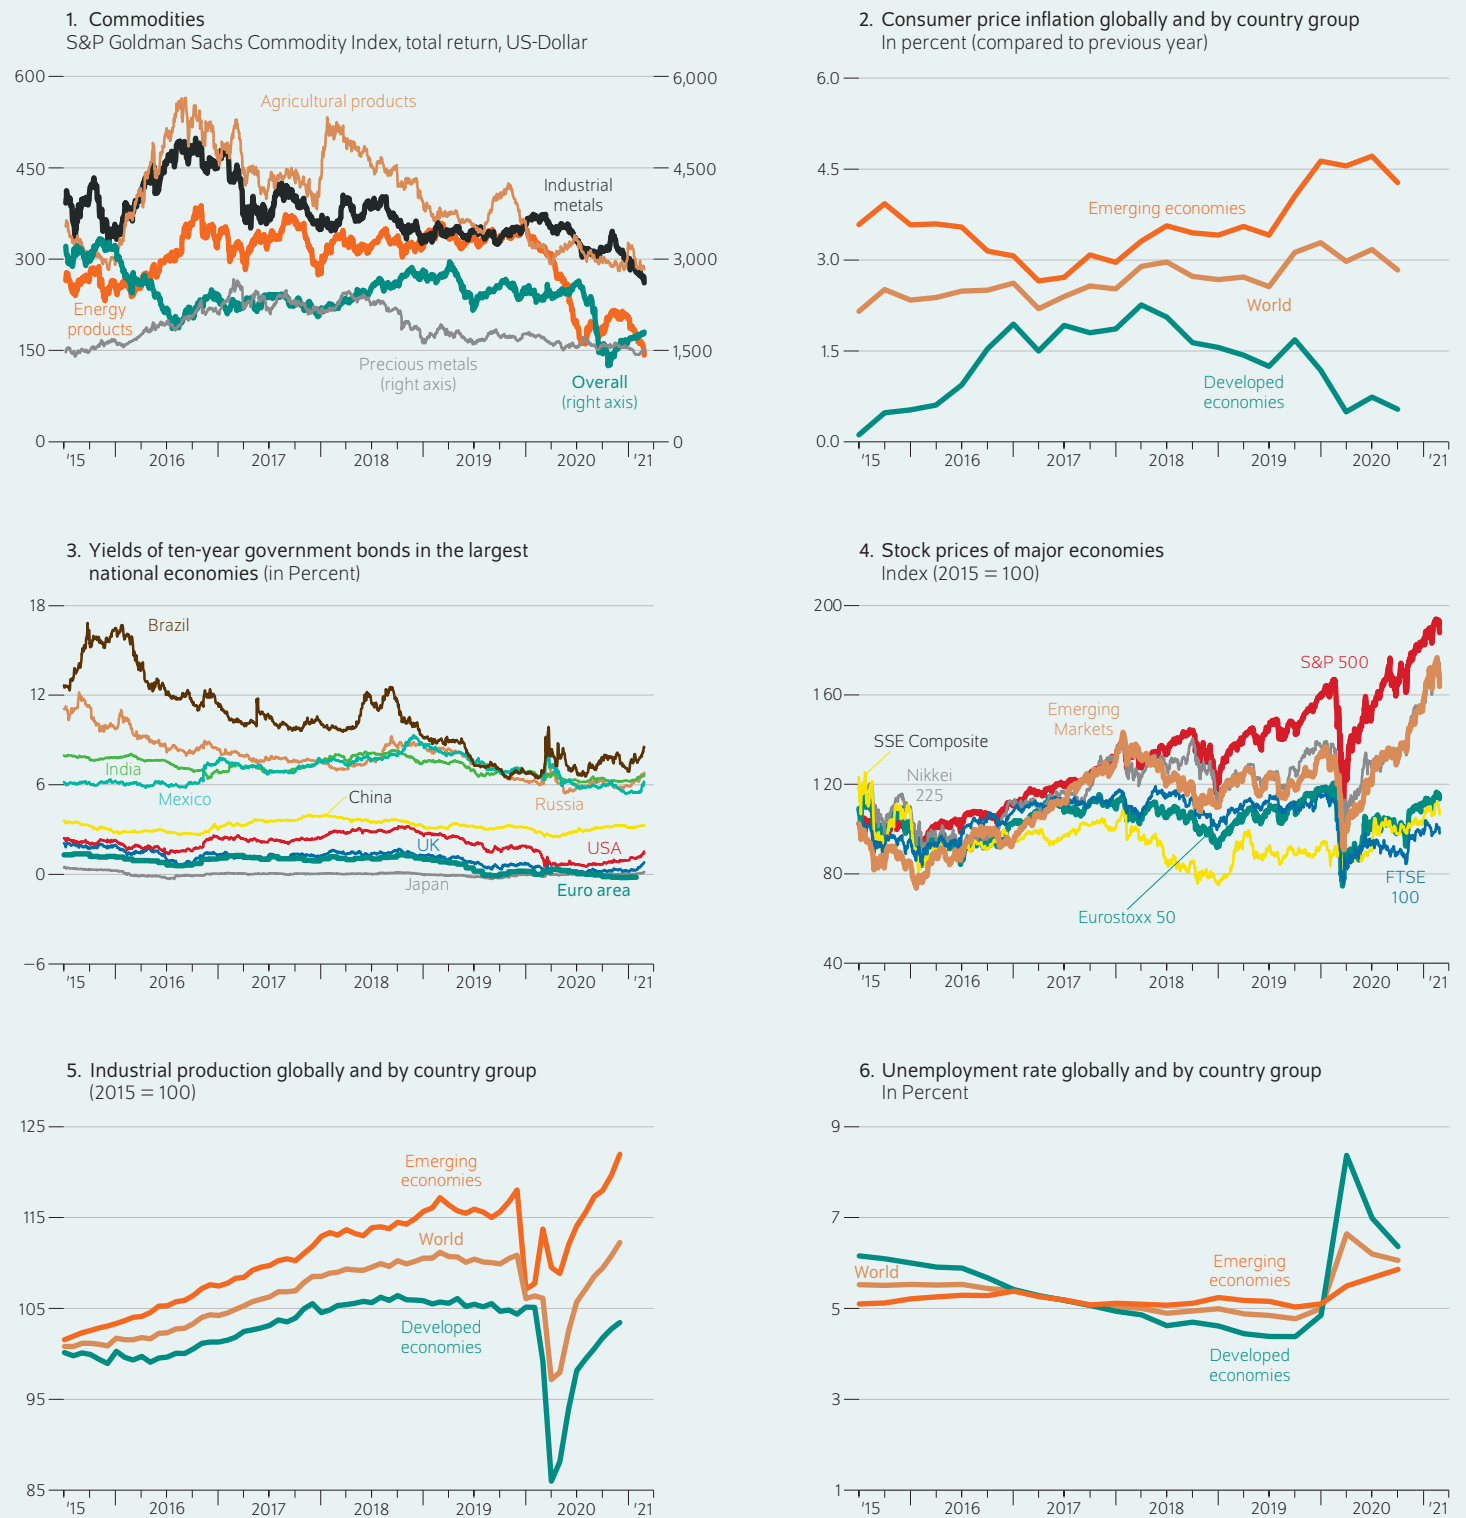 1. Commodities
S&P Goldman Sachs Commodity Index, total return, US-Dollar
600
6,000
Agricultural products
450
4,500
Industrial
metals
300
3,000
Energy
products
150
1,500
Precious metals
(right axis)
Overall
(right axis)
0
0
'15 2016 2017 2018 2019 2020 '21
2. Consumer price inflation globally and by country group
In percent (compared to previous year)
6.0
4.5
Emerging economies
3.0
World
1.5
Developed
economies
0.0
'15 2016 2017 2018 2019 2020 '21
3. Yields of ten-year government bonds in the largest
national economies (in Percent)
18
Brazil
12
India
6
Mexico
China
Russia
UK
USA
0
Japan
Euro area
−6
'15 2016 2017 2018 2019 2020 '21
4. Stock prices of major economies
Index (2015 = 100)
200
S&P 500
160
Emerging
Markets
SSE Composite
Nikkei
225
120
80
FTSE
100
Eurostoxx 50
40
'15 2016 2017 2018 2019 2020 '21
5. Industrial production globally and by country group
(2015 = 100)
125
Emerging
economies
115
World
105
Developed
economies
95
85
'15 2016 2017 2018 2019 2020 '21
6. Unemployment rate globally and by country group
In Percent
9
7
World
Emerging
economies
5
Developed
economies
3
1
'15 2016 2017 2018 2019 2020 '21